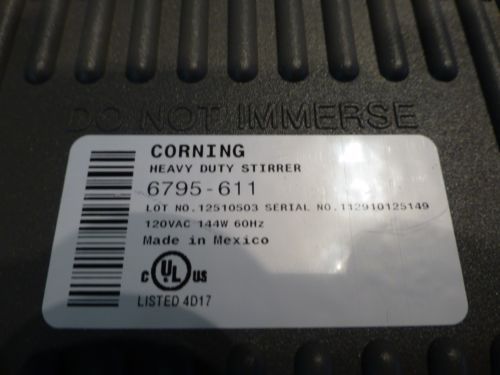 DO NOT IMMERSE
CORNING
HEAVY DUTY STIRRER
6795-611
LOT NO.12510503 SERIAL NO.112910125149
120VAC 144W 60Hz
Made in Mexico
C UL US
LISTED 4D17